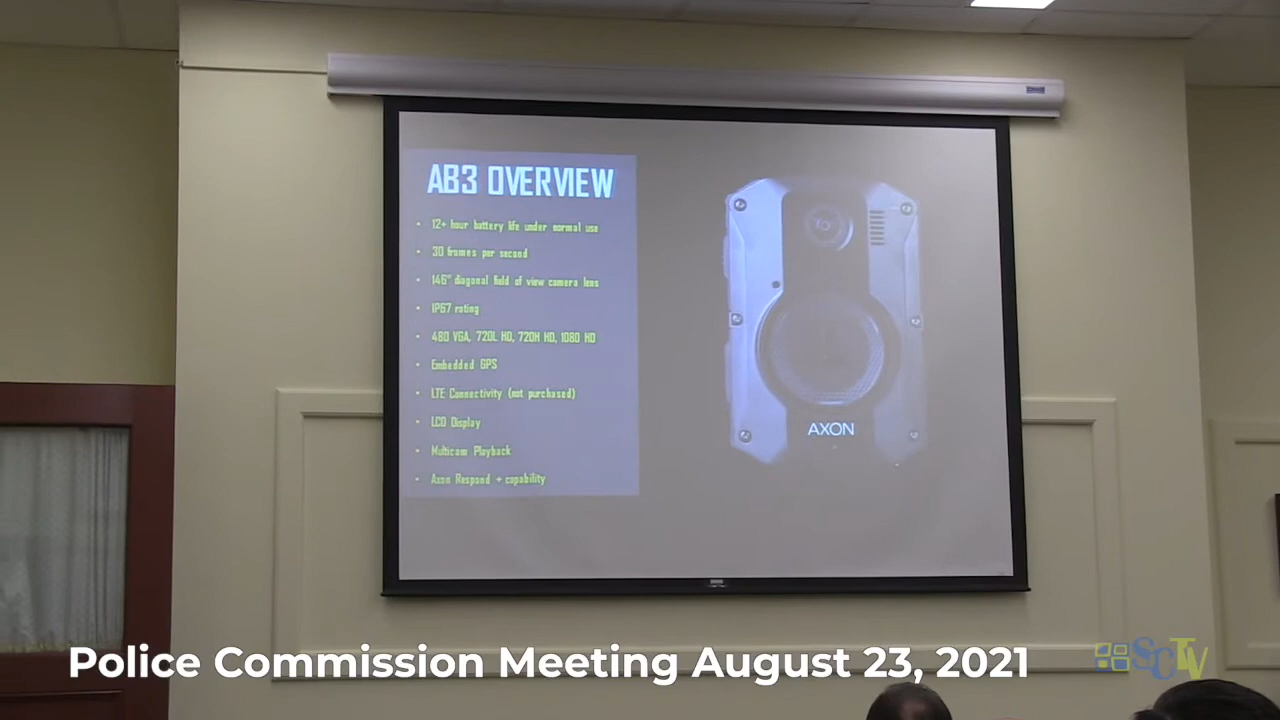 AB3 OVERVIEW
• 12+ hour battery life under normal use
• 30 frames per second
• 146° diagonal field of view camera lens
• IP67 rating
• 480 VGA, 720L HD, 720H HD, 1080 HD
• Embedded GPS
• LTE Connectivity (not purchased)
• LCD Display
• Multicam Playback
• Axon Respond + capability
AXON
Police Commission Meeting August 23, 2021
SCTV